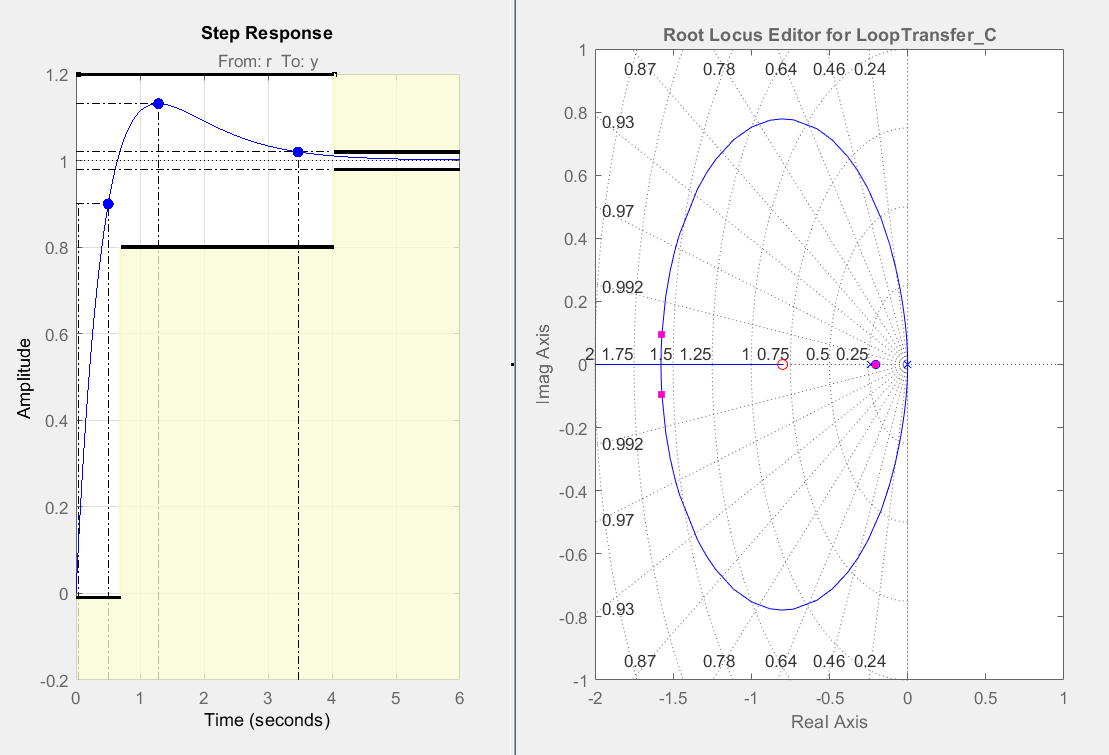 Step Response
From: r To: y
1.2
1
0.8
0.6
0.4
0.2
0
-0.2
Amplitude
0 1 2 3 4 5 6
Time (seconds)
Root Locus Editor for LoopTransfer_C
1
0.8
0.6
0.4
0.2
0
-0.2
-0.4
-0.6
-0.8
-1
Imag Axis
0.87 0.78 0.64 0.46 0.24
0.93
0.97
0.992
2 1.75 1.5 1.25 1 0.75 0.5 0.25
0.992
0.97
0.93
0.87 0.78 0.64 0.46 0.24
-2 -1.5 -1 -0.5 0 0.5 1
Real Axis